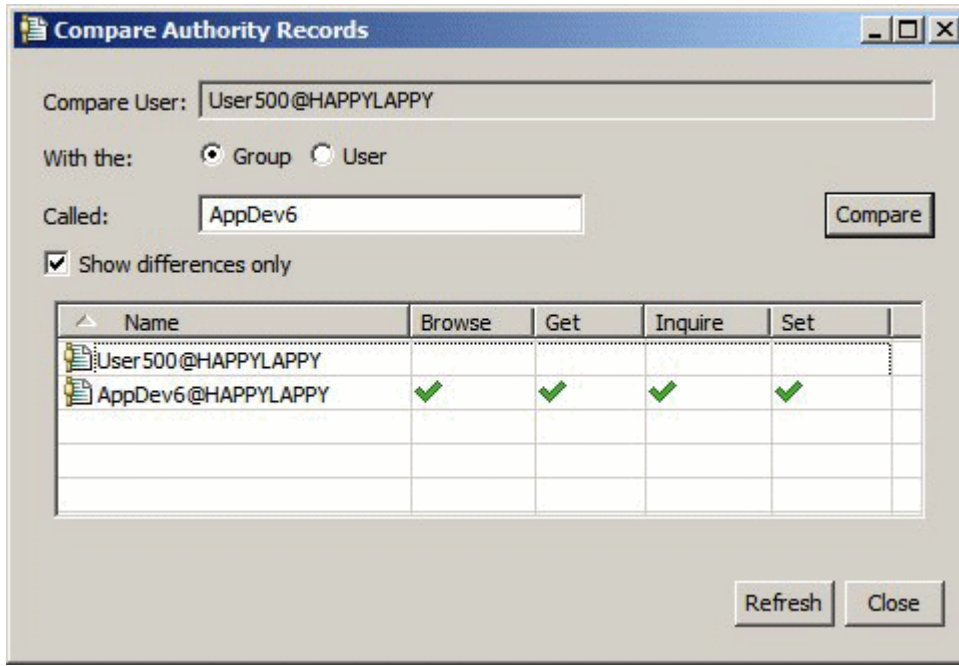 Compare Authority Records
Compare User: User500@HAPPYLAPPY
With the: Group User
Called: AppDev6 Compare
Show differences only
Name Browse Get Inquire Set
User500@HAPPYLAPPY
AppDev6@HAPPYLAPPY
Refresh Close